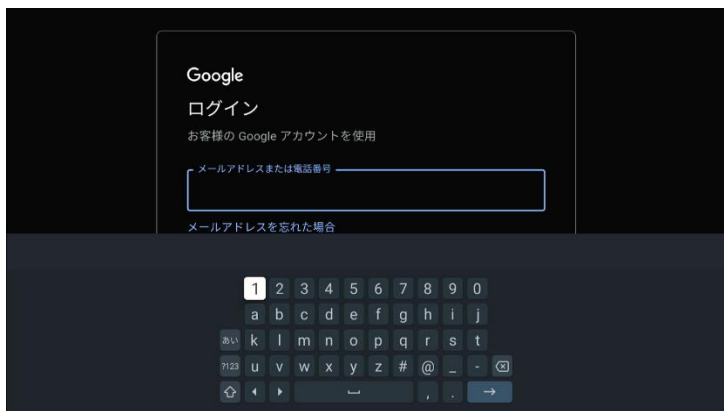 Google
ログイン
お客様の Google アカウントを使用
メールアドレスまたは電話番号
メールアドレスを忘れた場合
1 2 3 4 5 6 7 8 9 0
a b c d e f g h i j
あい k l m n o p q r s t
?123 u v w x y z # @ _ -
, .